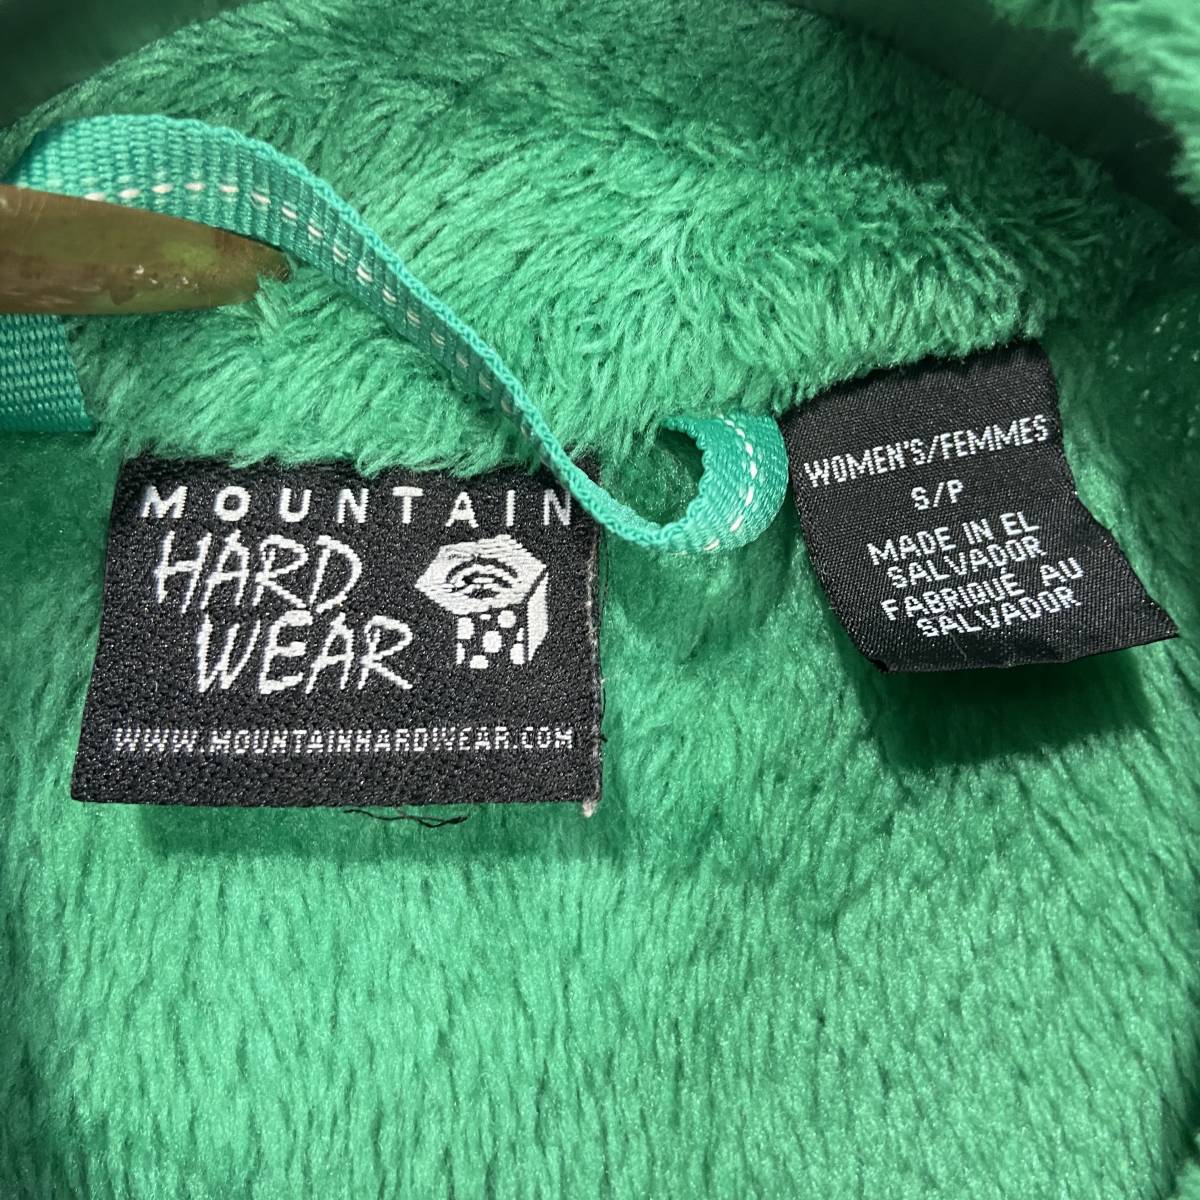 MOUNTAIN
HARD
WEAR
WWW.MOUNTAINHARDWEAR.COM
WOMEN'S/FEMMES
S/P
MADE IN EL
SALVADOR
FABRIQUÉ AU
SALVADOR